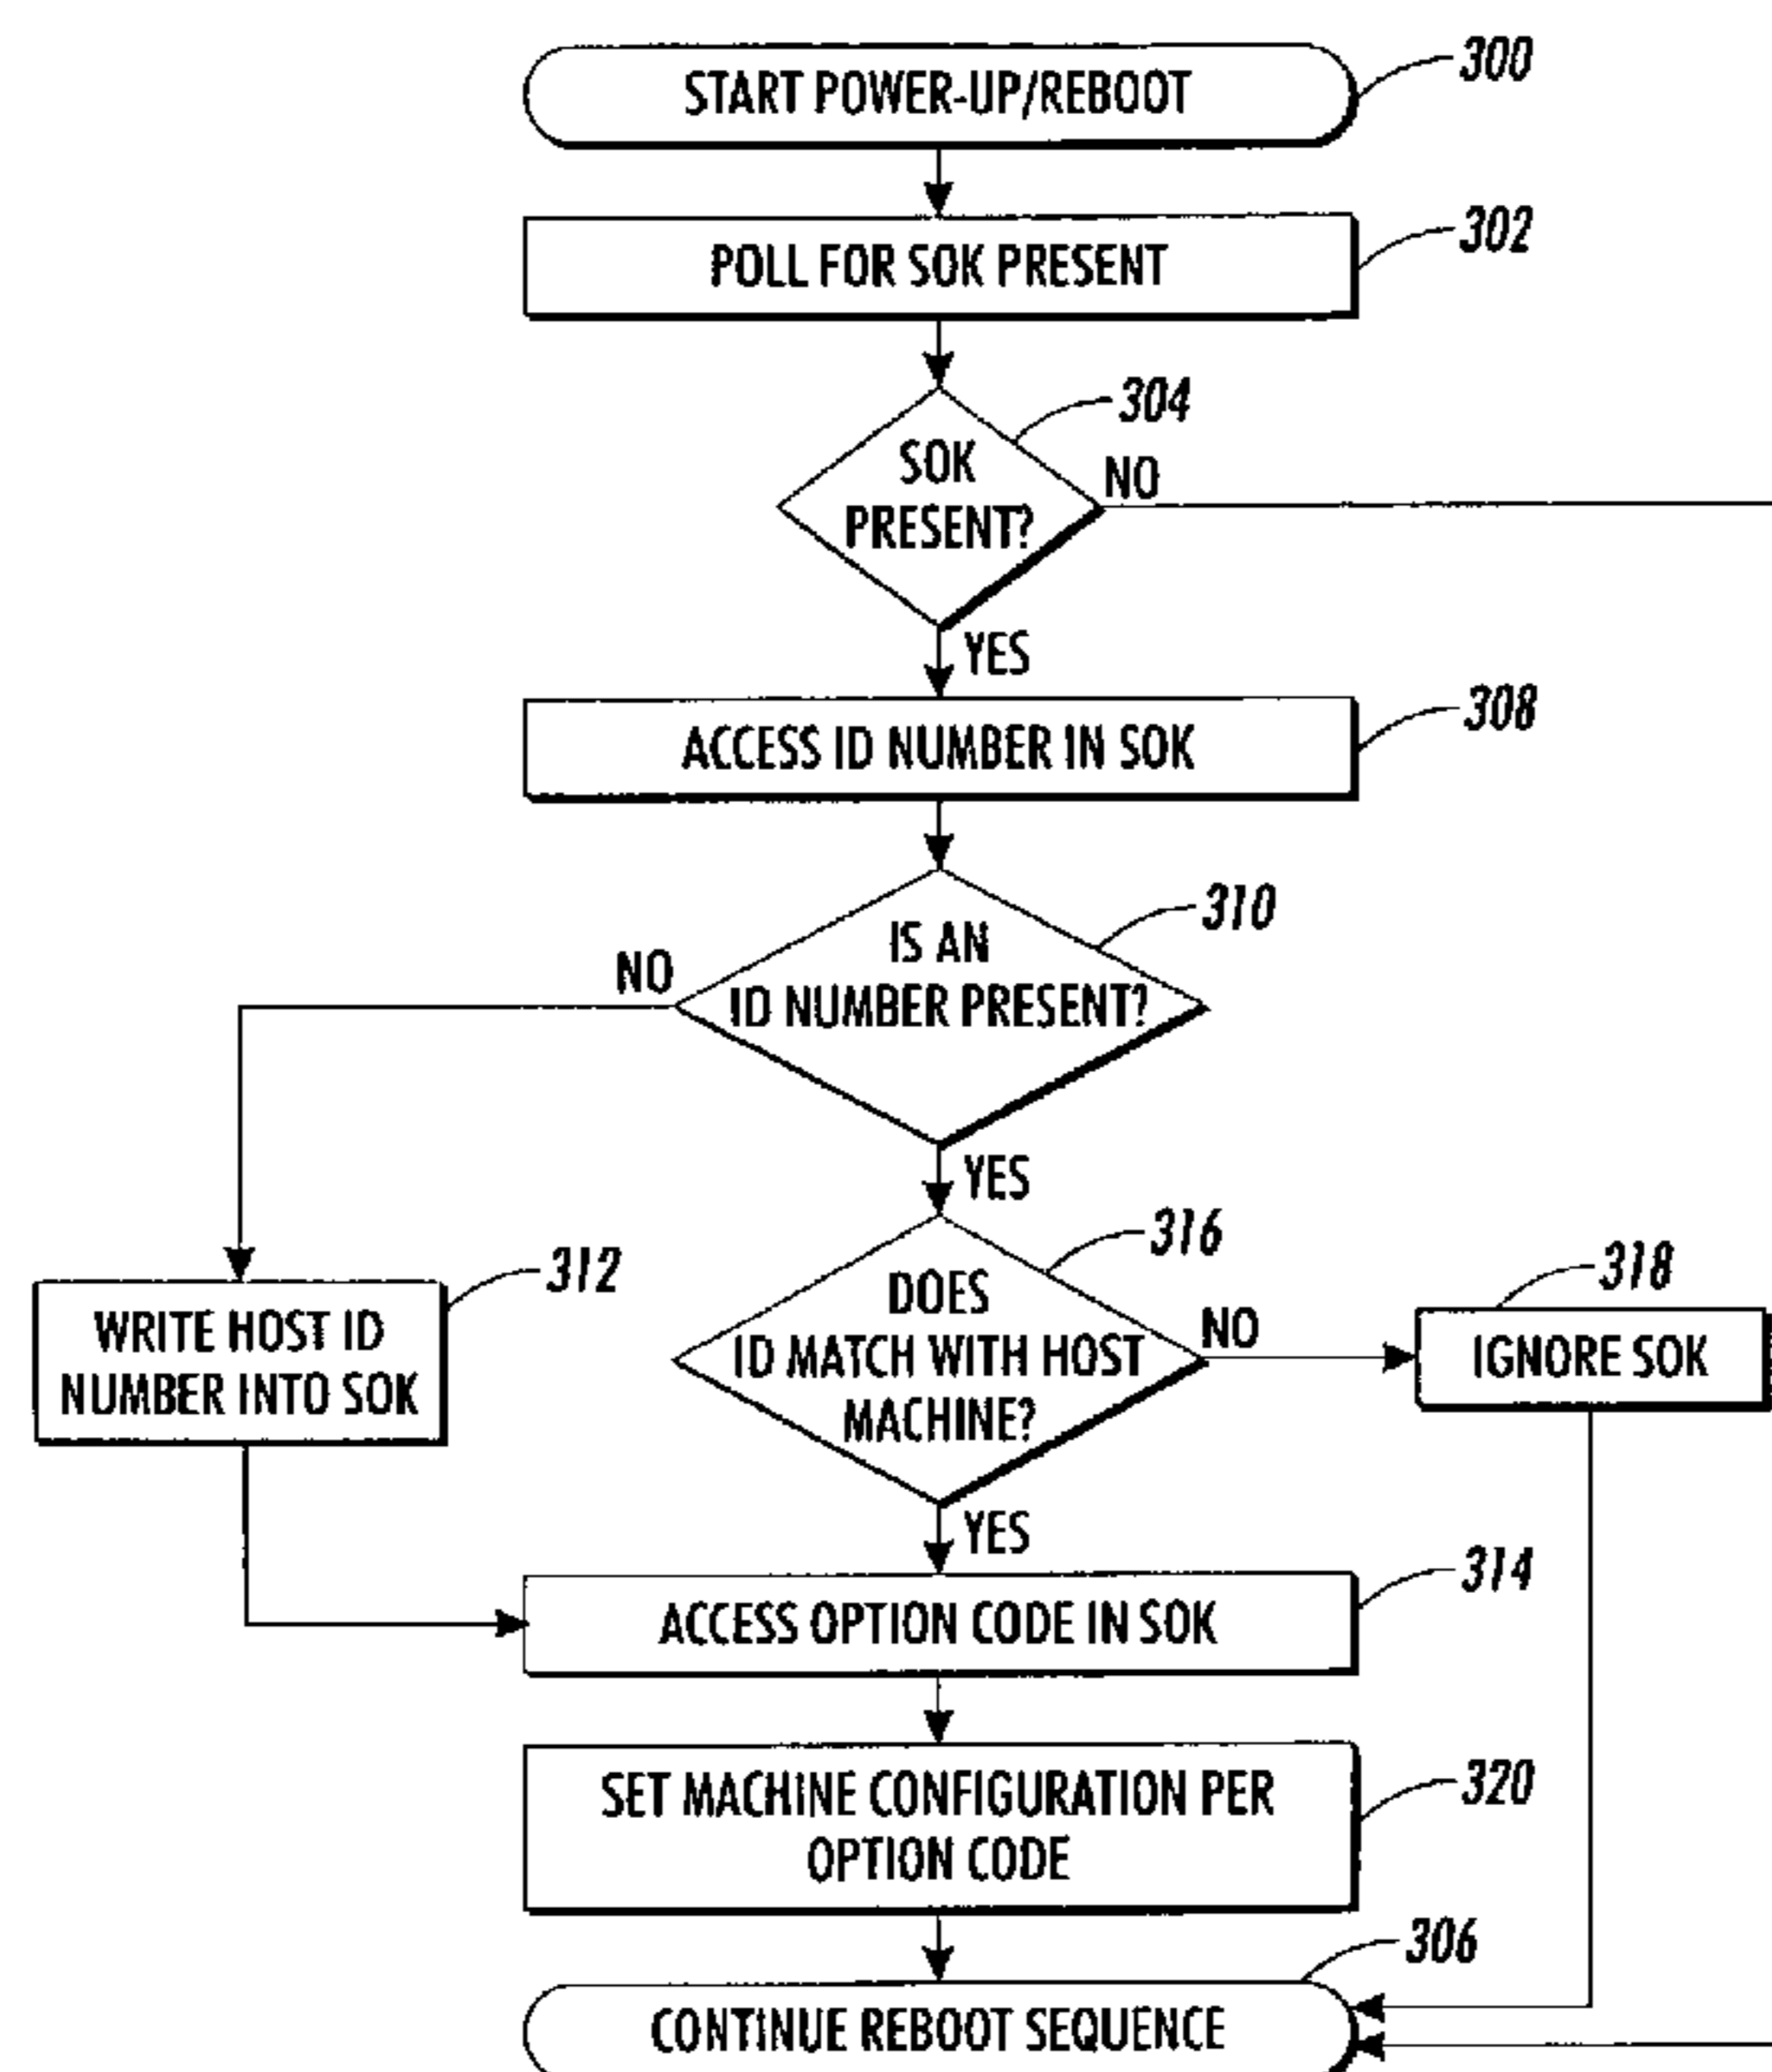 START POWER-UP/REBOOT
300
POLL FOR SOK PRESENT
302
304
SOK
PRESENT?
NO
YES
ACCESS ID NUMBER IN SOK
308
310
IS AN
ID NUMBER PRESENT?
NO
YES
312
WRITE HOST ID
NUMBER INTO SOK
316
DOES
ID MATCH WITH HOST
MACHINE?
NO
318
IGNORE SOK
YES
ACCESS OPTION CODE IN SOK
314
SET MACHINE CONFIGURATION PER
OPTION CODE
320
306
CONTINUE REBOOT SEQUENCE